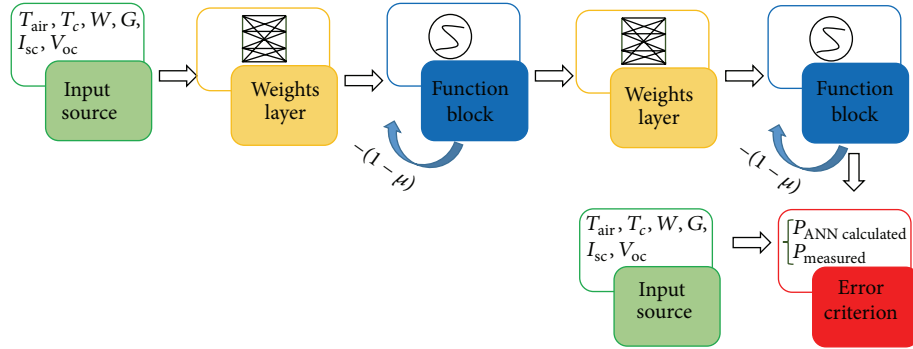 T_air, T_c, W, G,
I_sc, V_oc
Input
source
Weights
layer
Function
block
−(1 − μ)
Weights
layer
Function
block
−(1 − μ)
T_air, T_c, W, G,
I_sc, V_oc
Input
source
P_ANN calculated
P_measured
Error
criterion